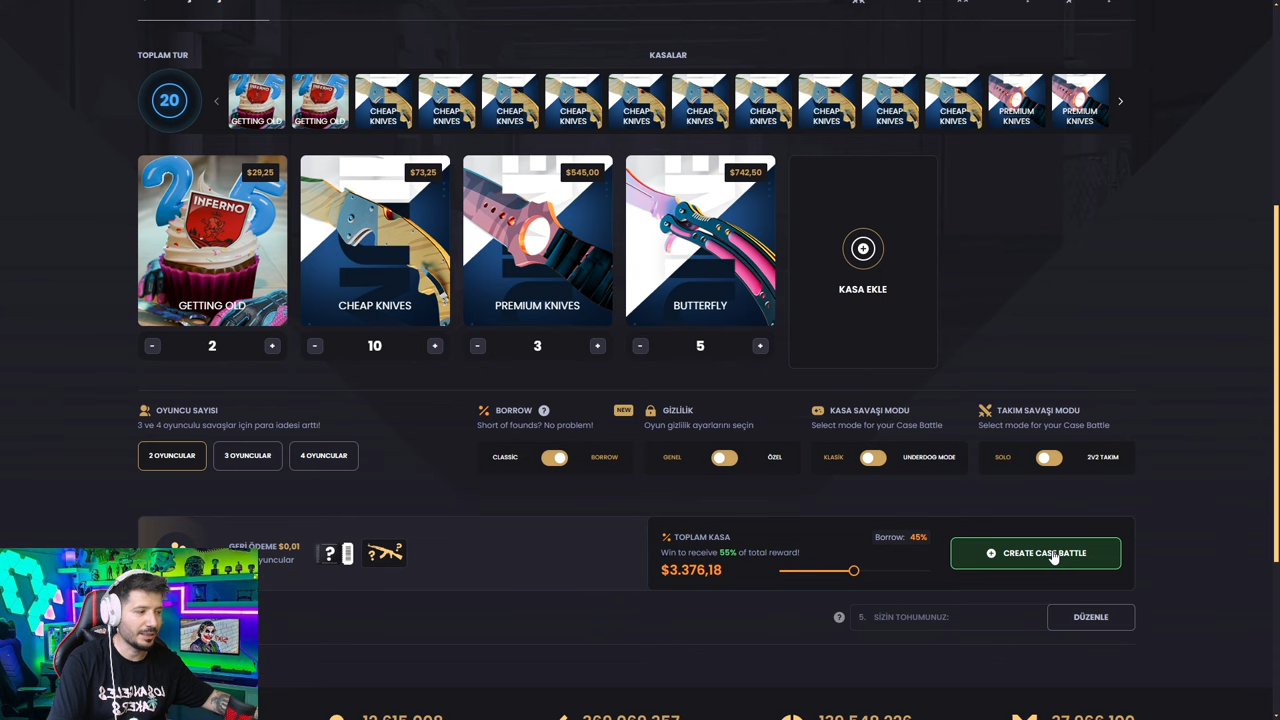 TOPLAM TUR
KASALAR
20
GETTING OLD
GETTING OLD
CHEAP KNIVES
CHEAP KNIVES
CHEAP KNIVES
CHEAP KNIVES
CHEAP KNIVES
CHEAP KNIVES
CHEAP KNIVES
CHEAP KNIVES
CHEAP KNIVES
CHEAP KNIVES
PREMIUM KNIVES
PREMIUM KNIVES
$29,25
INFERNO
GETTING OLD
$73,25
CHEAP KNIVES
$545,00
PREMIUM KNIVES
$742,50
BUTTERFLY
KASA EKLE
- 2 +
- 10 +
- 3 +
- 5 +
OYUNCU SAYISI
3 ve 4 oyunculu savaşlar için para iadesi arttı!
2 OYUNCULAR
3 OYUNCULAR
4 OYUNCULAR
BORROW ? NEW
Short of founds? No problem!
CLASSİC BORROW
GİZLİLİK
Oyun gizlilik ayarlarını seçin
GENEL ÖZEL
KASA SAVAŞI MODU
Select mode for your Case Battle
KLASİK UNDERDOG MODE
TAKIM SAVAŞI MODU
Select mode for your Case Battle
SOLO 2V2 TAKIM
GERİ ÖDEME $0,01
yuncular
TOPLAM KASA
Borrow: 45%
Win to receive 55% of total reward!
$3.376,18
CREATE CASE BATTLE
? 5. SİZİN TOHUMUNUZ:
DÜZENLE